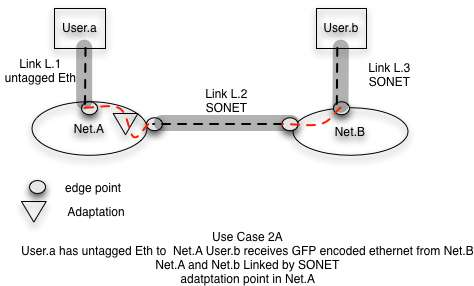 User.a
User.b
Link L.1
untagged Eth
Link L.2
SONET
Link L.3
SONET
Net.A
Net.B
edge point
Adaptation
Use Case 2A
User.a has untagged Eth to Net.A User.b receives GFP encoded ethernet from Net.B
Net.A and Net.b Linked by SONET
adatptation point in Net.A